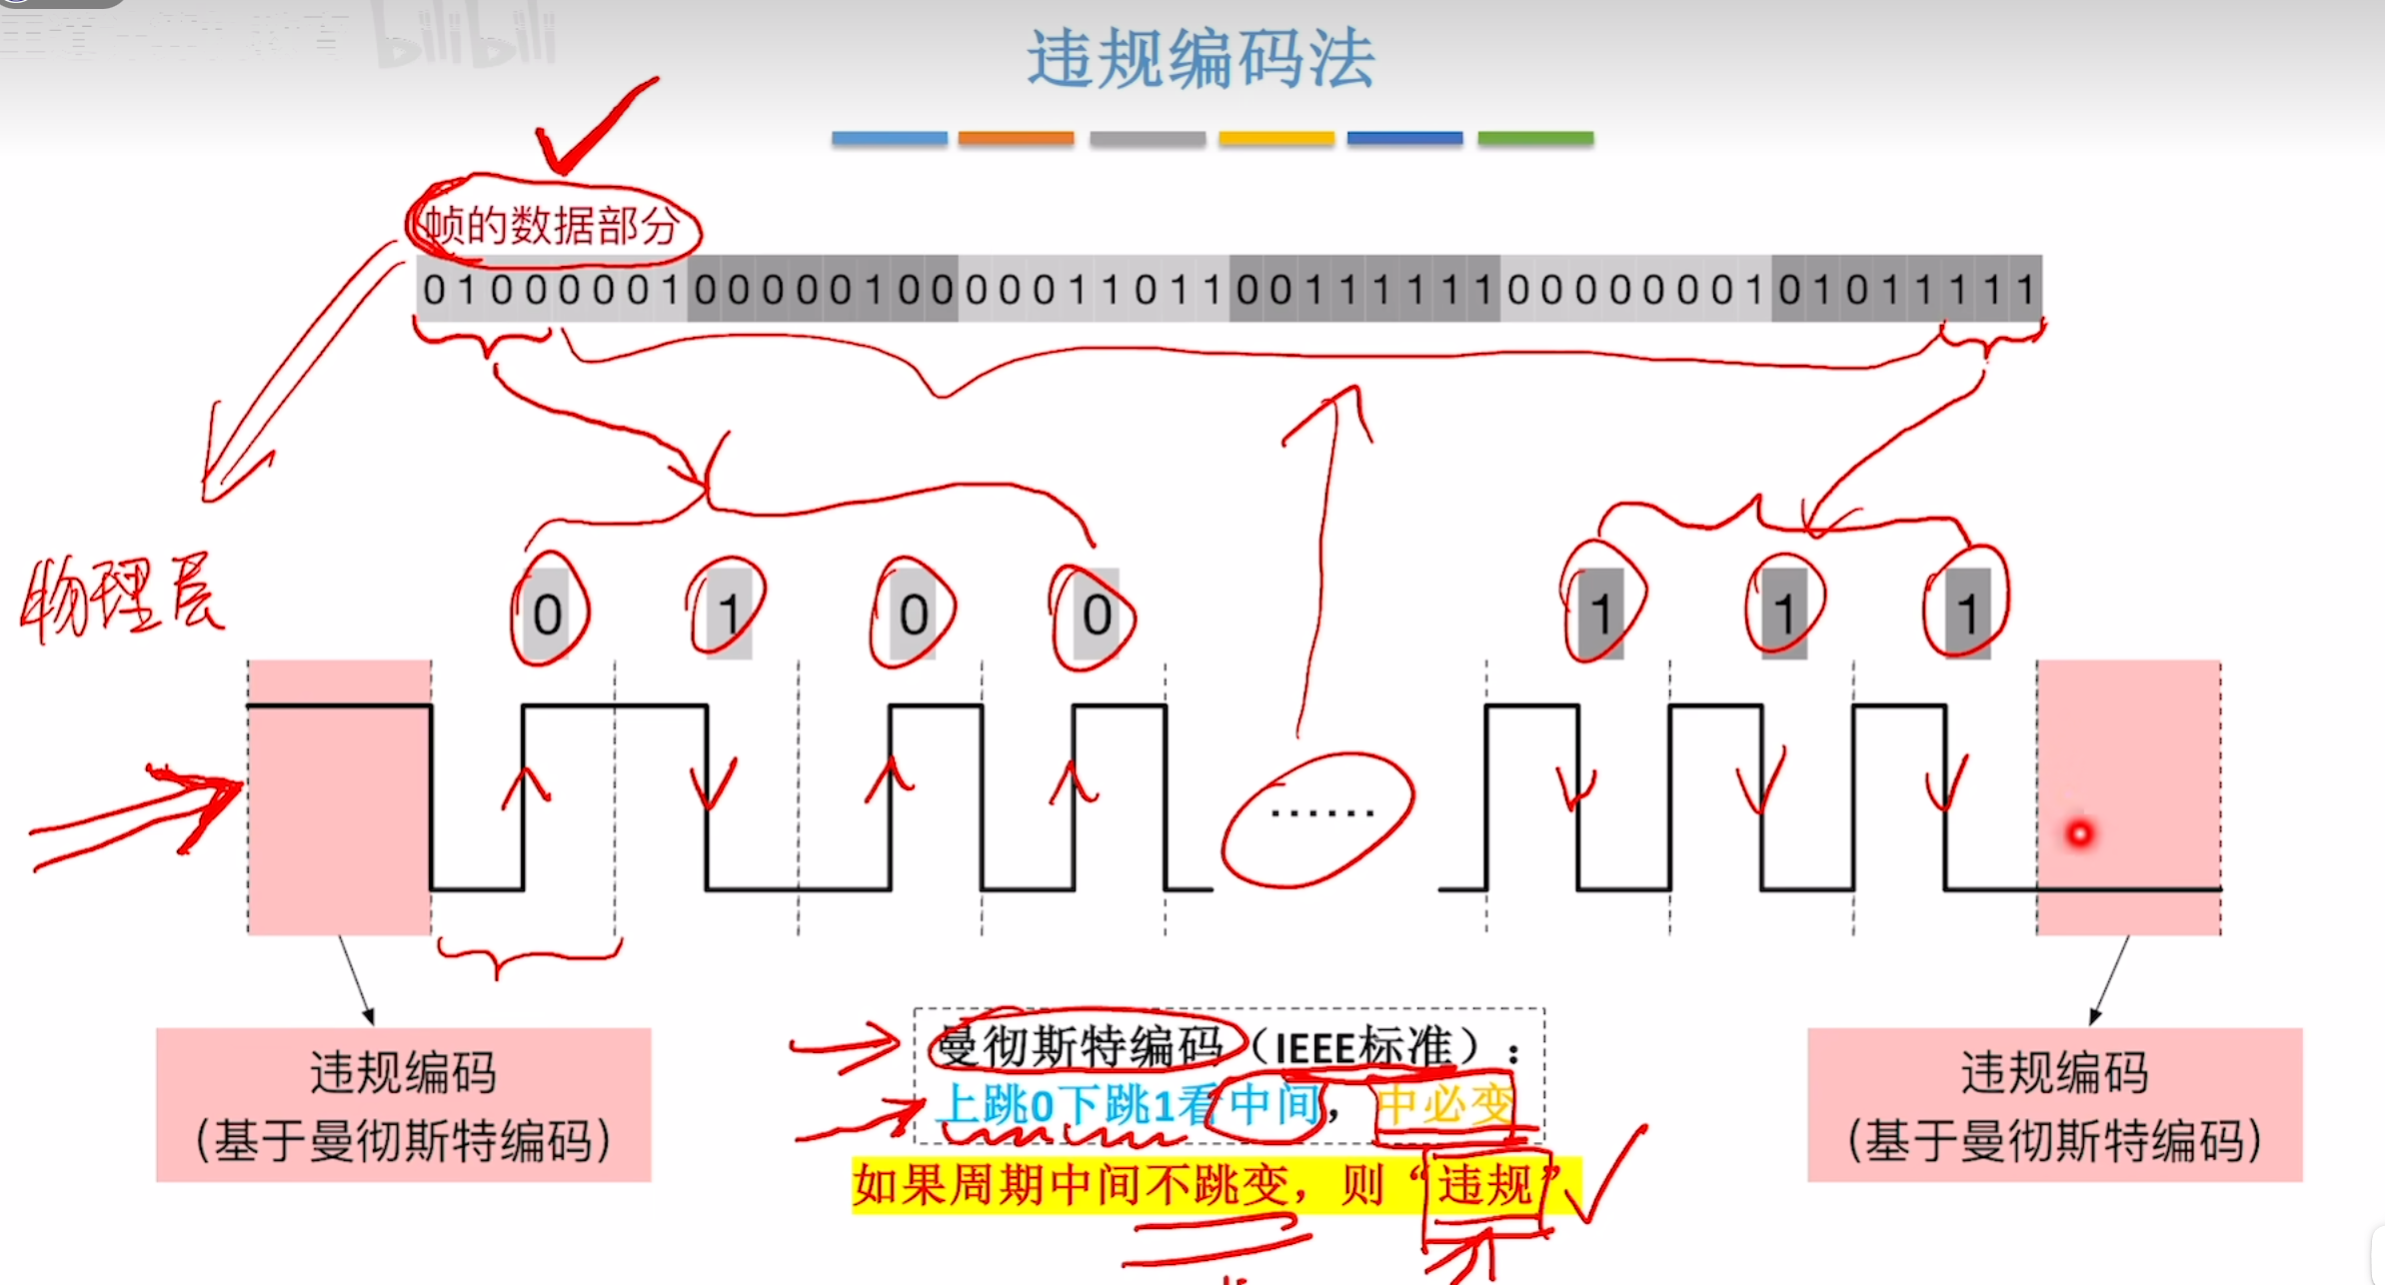 bilibili
违规编码法
帧的数据部分
0 1 0 0 0 0 0 1 0 0 0 0 0 1 0 0 0 0 0 1 1 0 1 1 0 0 1 1 1 1 1 1 0 0 0 0 0 0 0 1 0 1 0 1 1 1 1 1
物理层
0 1 0 0 1 1 1
......
违规编码
(基于曼彻斯特编码)
曼彻斯特编码（IEEE标准）：
上跳0下跳1看中间，中必变
如果周期中间不跳变，则“违规”
违规编码
(基于曼彻斯特编码)